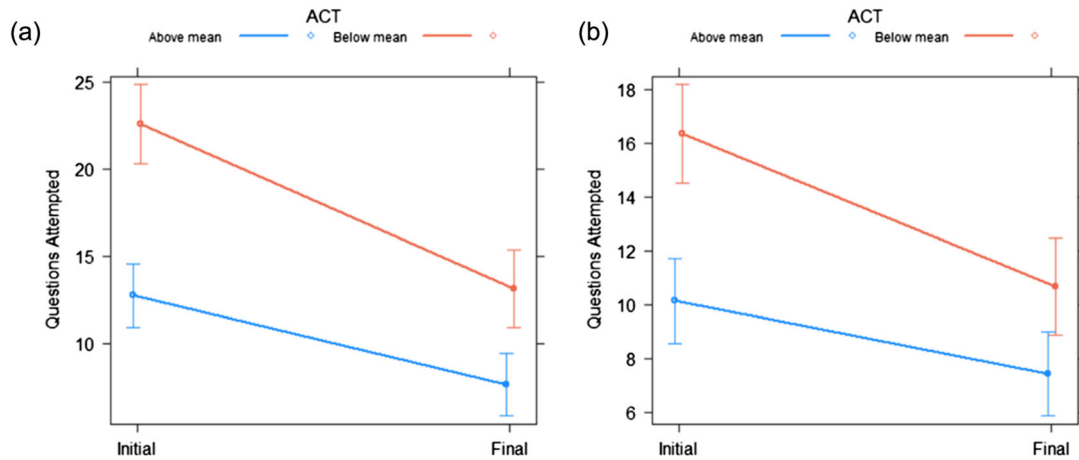 (a)
ACT
Above mean Below mean
Questions Attempted
25
20
15
10
Initial Final
(b)
ACT
Above mean Below mean
Questions Attempted
18
16
14
12
10
8
6
Initial Final